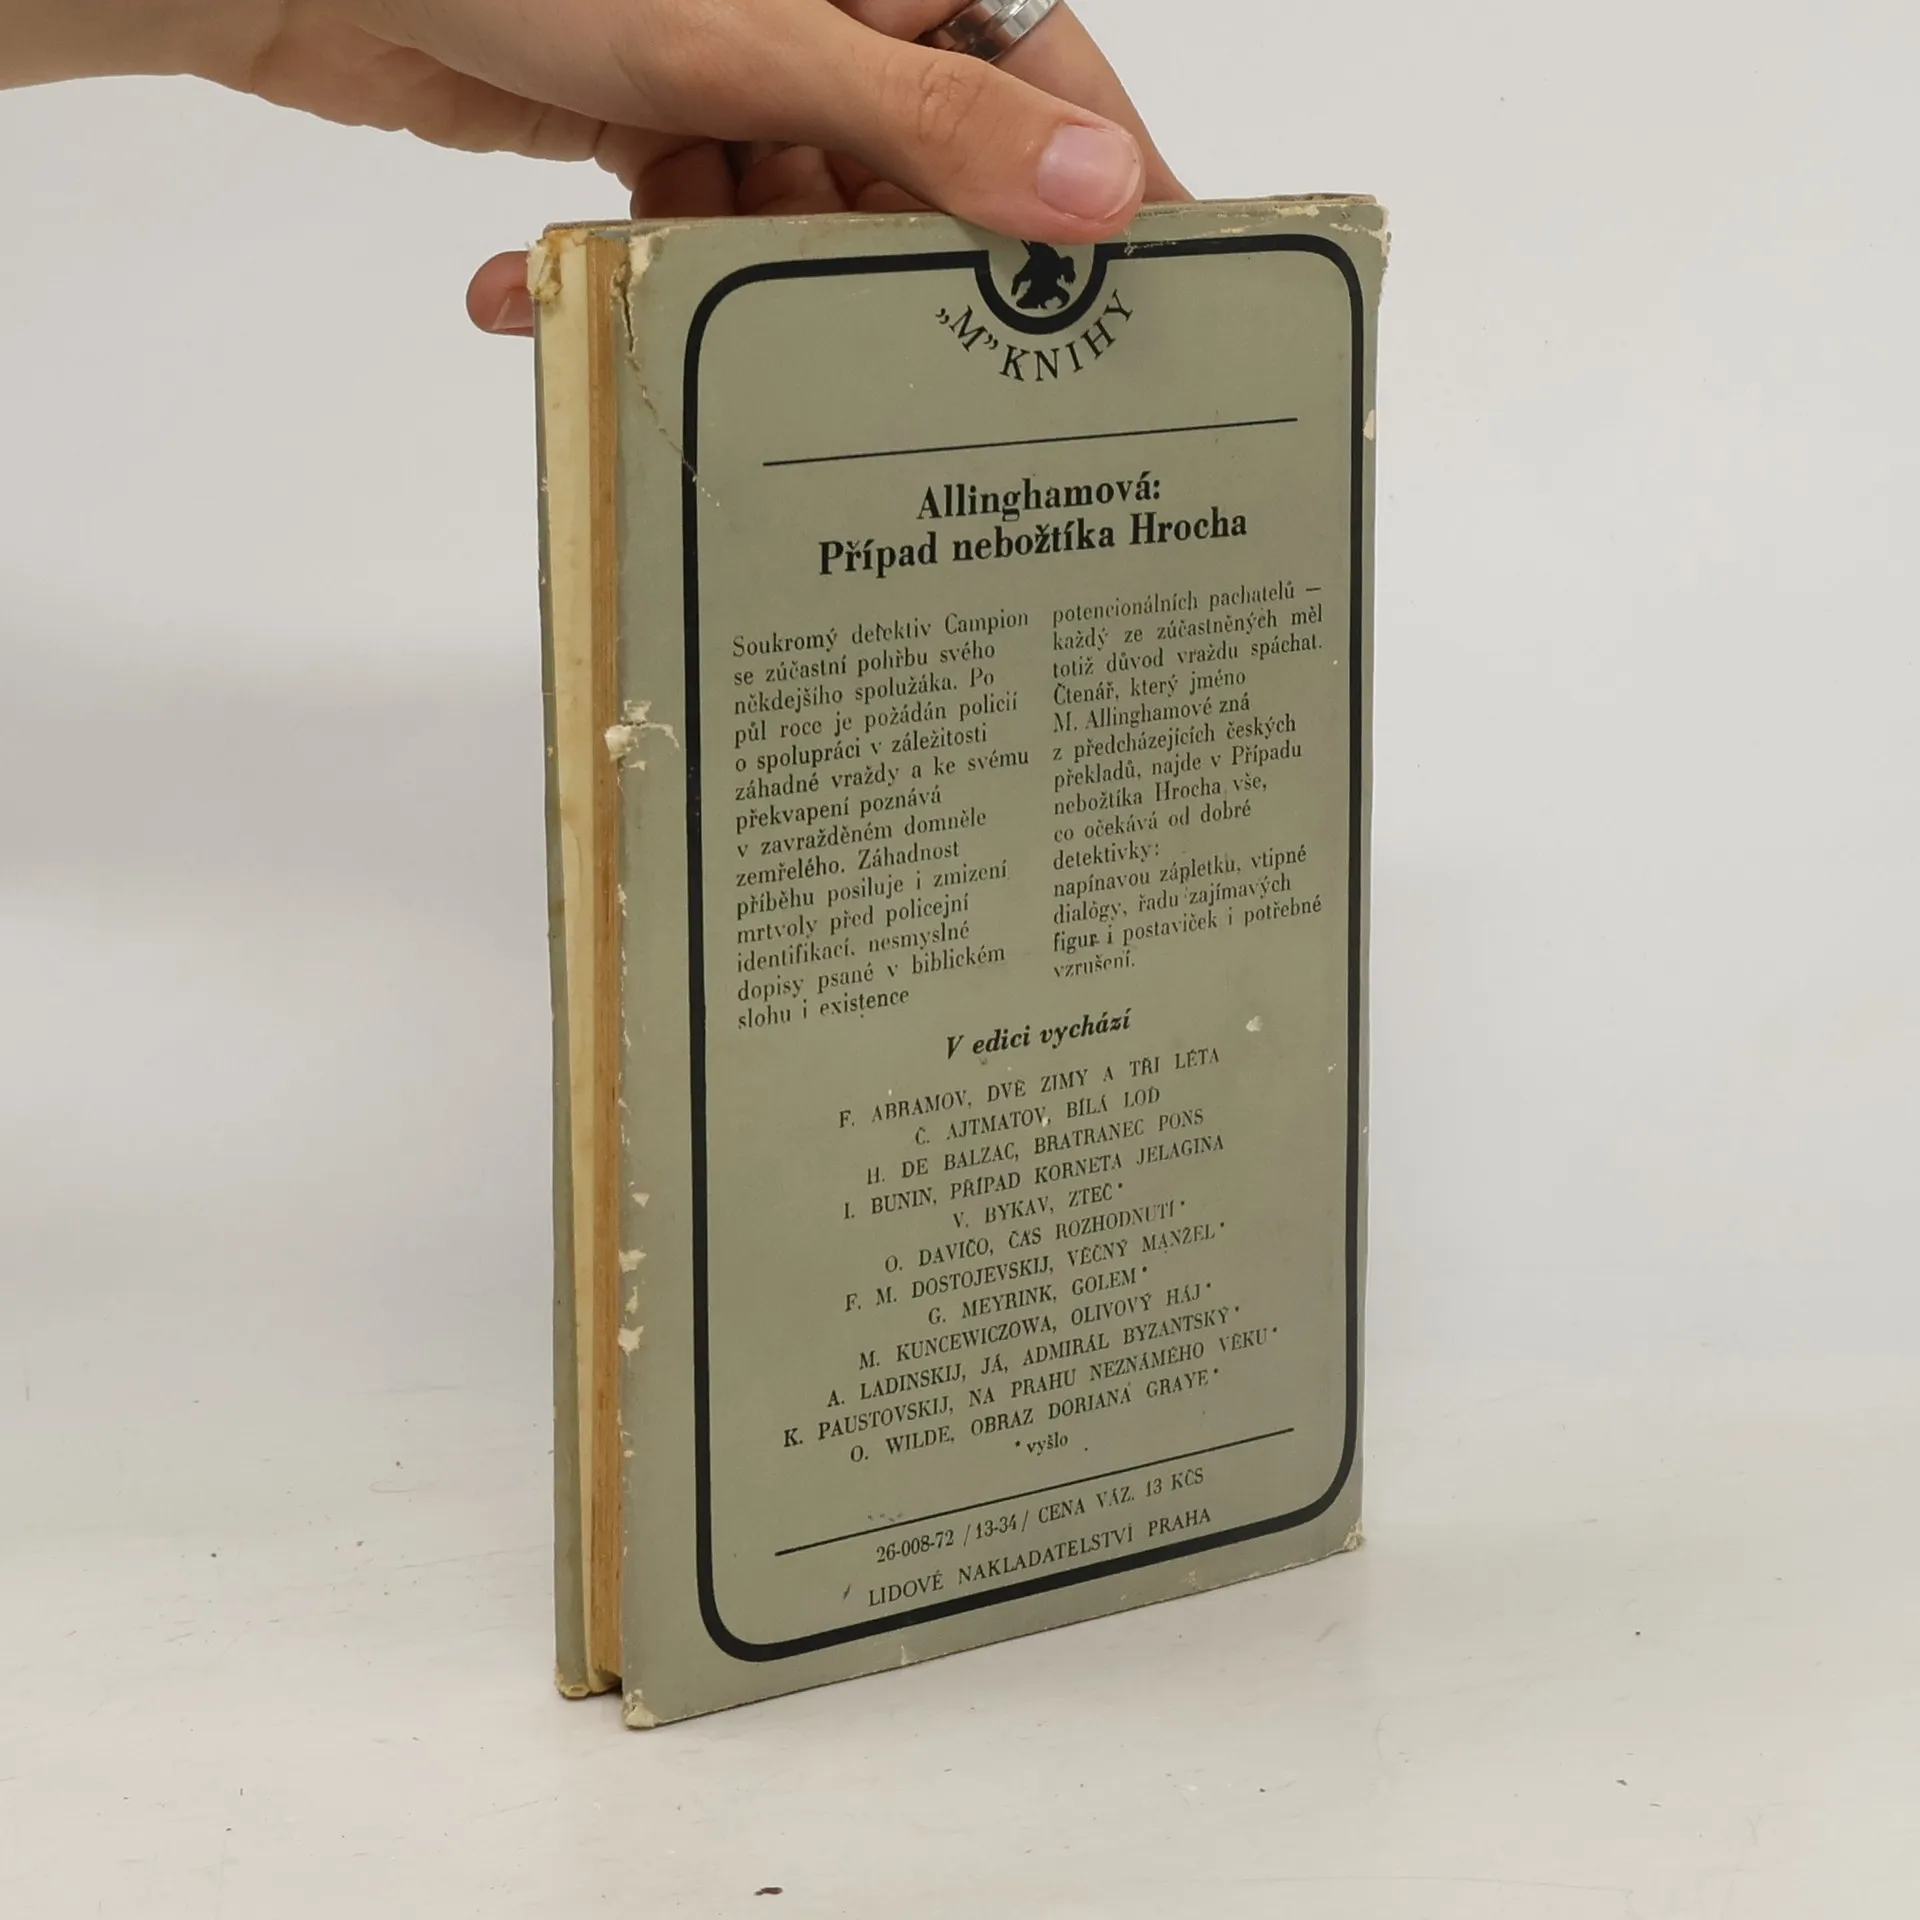 „M” KNIHY
Allinghamová:
Případ nebožtíka Hrocha
Soukromý detektiv Campion
se zúčastní pohřbu svého
někdejšího spolužáka. Po
půl roce je požádán policií
o spolupráci v záležitosti
záhadné vraždy a ke svému
překvapení poznává
v zavražděném domněle
zemřelého. Záhadnost
příběhu posiluje i zmizení
mrtvoly před policejní
identifikací, nesmyslné
dopisy psané v biblickém
slohu i existence
potencionálních pachatelů —
každý ze zúčastněných měl
totiž důvod vraždu spáchat.
Čtenář, který jméno
M. Allinghamové zná
z předcházejících českých
překladů, najde v Případu
nebožtíka Hrocha vše,
co očekává od dobré
detektivky:
napínavou zápletku, vtipné
dialógy, řadu zajímavých
figur i postaviček i potřebné
vzrušení.
V edici vychází
F. ABRAMOV, DVĚ ZIMY A TŘI LÉTA
Č. AJTMATOV, BÍLÁ LOĎ
H. DE BALZAC, BRATRANEC PONS
I. BUNIN, PŘÍPAD KORNETA JELAGINA
V. BYKAV, ZTEČ*
O. DAVIČO, ČAS ROZHODNUTÍ*
F. M. DOSTOJEVSKIJ, VĚČNÝ MANŽEL*
G. MEYRINK, GOLEM*
M. KUNCEWICZOWA, OLIVOVÝ HÁJ*
A. LADINSKIJ, JÁ, ADMIRÁL BYZANTSKÝ*
K. PAUSTOVSKIJ, NA PRAHU NEZNÁMÉHO VĚKU*
O. WILDE, OBRAZ DORIANA GRAYE*
* vyšlo
26-008-72 /13-34/ CENA VÁZ. 13 KČS
LIDOVÉ NAKLADATELSTVÍ PRAHA